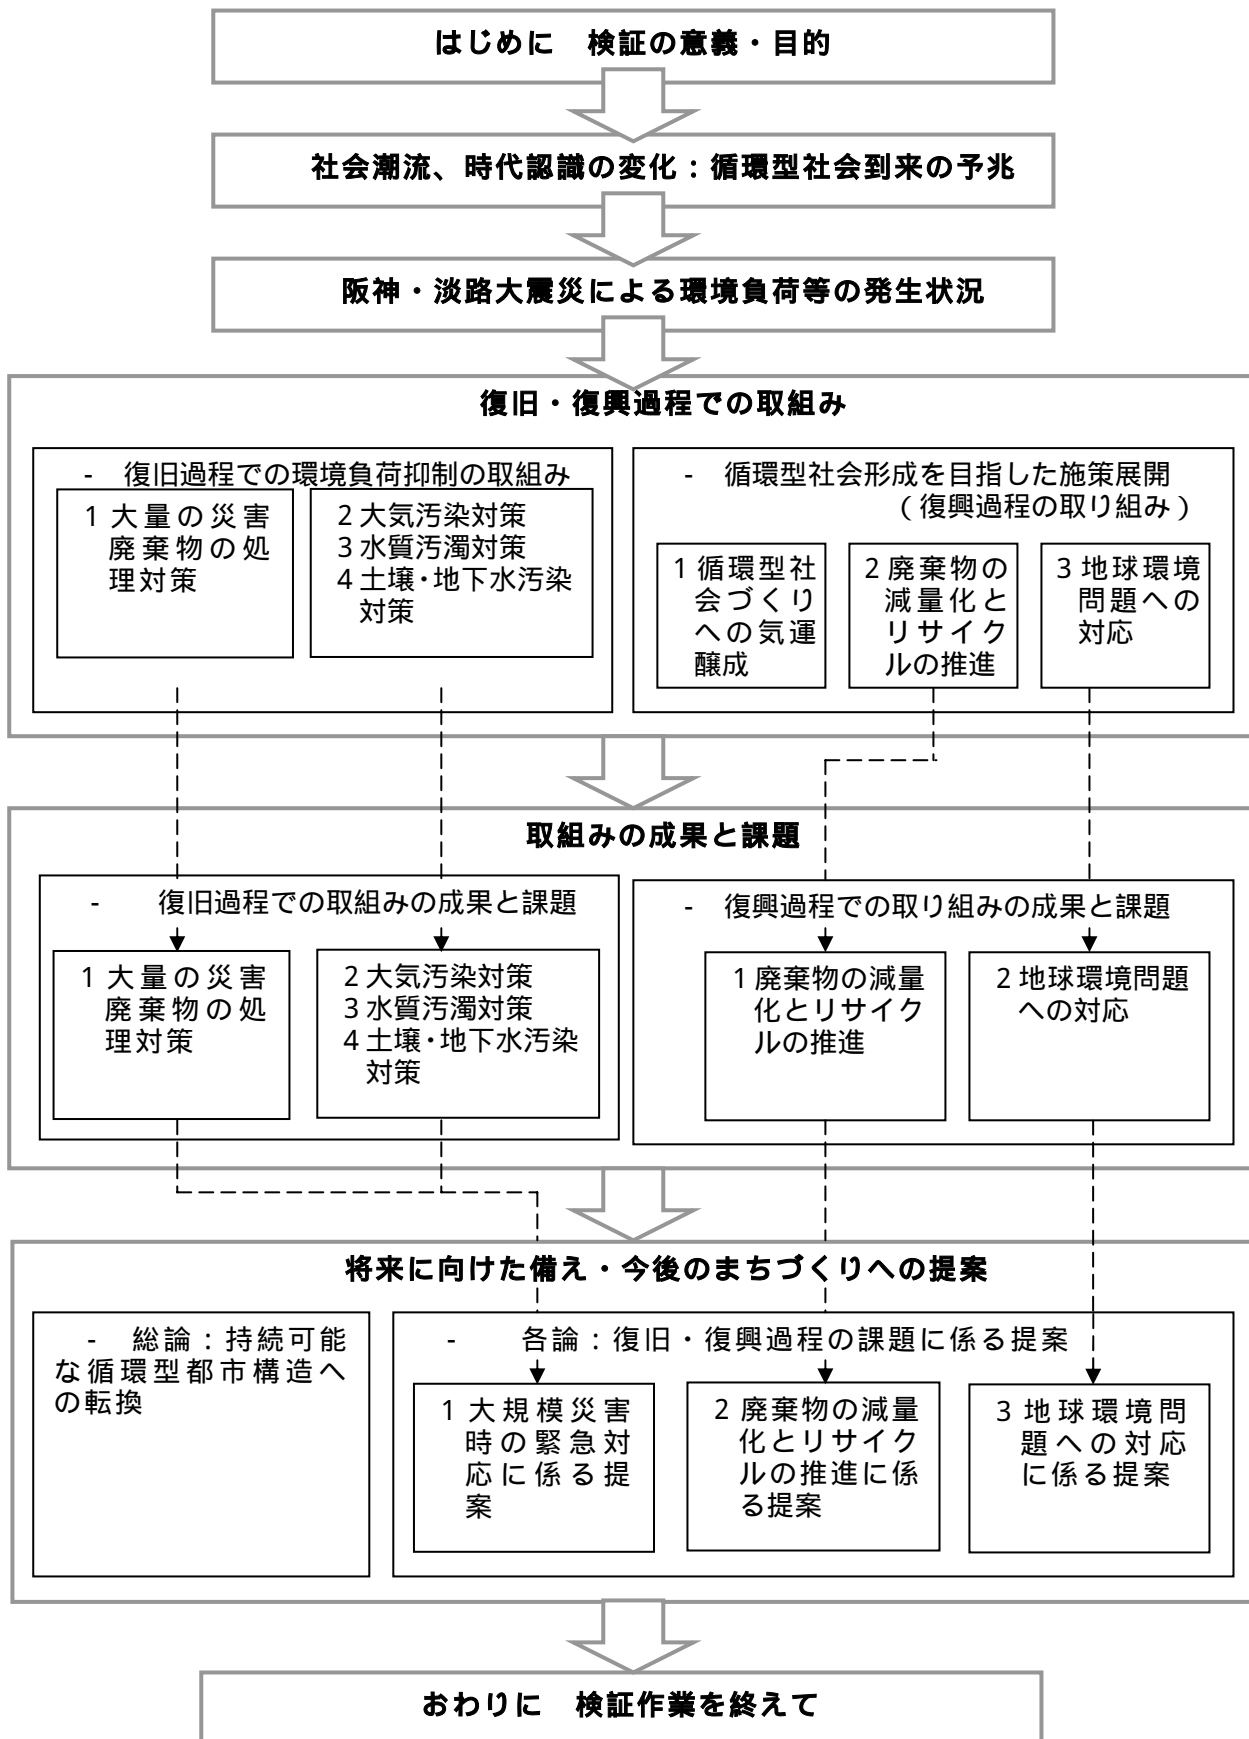 はじめに　検証の意義・目的
社会潮流、時代認識の変化：循環型社会到来の予兆
阪神・淡路大震災による環境負荷等の発生状況
復旧・復興過程での取組み
-　復旧過程での環境負荷抑制の取組み
1 大量の災害
廃棄物の処
理対策
2 大気汚染対策
3 水質汚濁対策
4 土壌・地下水汚染
対策
-　循環型社会形成を目指した施策展開
（復興過程の取り組み）
1 循環型社
会づくり
への気運
醸成
2 廃棄物の
減量化と
リサイク
ルの推進
3 地球環境
問題への
対応
取組みの成果と課題
-　復旧過程での取組みの成果と課題
1 大量の災害
廃棄物の処
理対策
2 大気汚染対策
3 水質汚濁対策
4 土壌・地下水汚染
対策
-　復興過程での取り組みの成果と課題
1 廃棄物の減量
化とリサイク
ルの推進
2 地球環境問題
への対応
将来に向けた備え・今後のまちづくりへの提案
-　総論：持続可能
な循環型都市構造へ
の転換
-　各論：復旧・復興過程の課題に係る提案
1 大規模災害
時の緊急対
応に係る提
案
2 廃棄物の減量
化とリサイク
ルの推進に係
る提案
3 地球環境問
題への対応
に係る提案
おわりに　検証作業を終えて